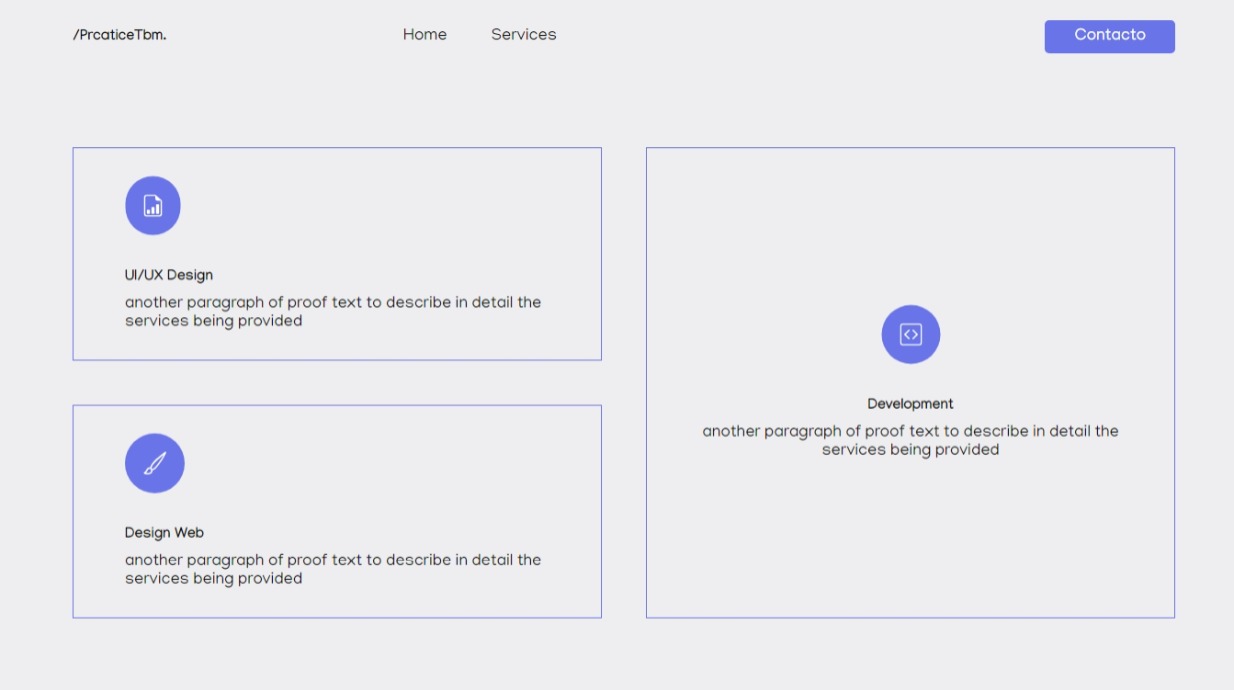 /PrcaticeTbm.
Home
Services
Contacto
UI/UX Design
another paragraph of proof text to describe in detail the
services being provided
Design Web
another paragraph of proof text to describe in detail the
services being provided
Development
another paragraph of proof text to describe in detail the
services being provided